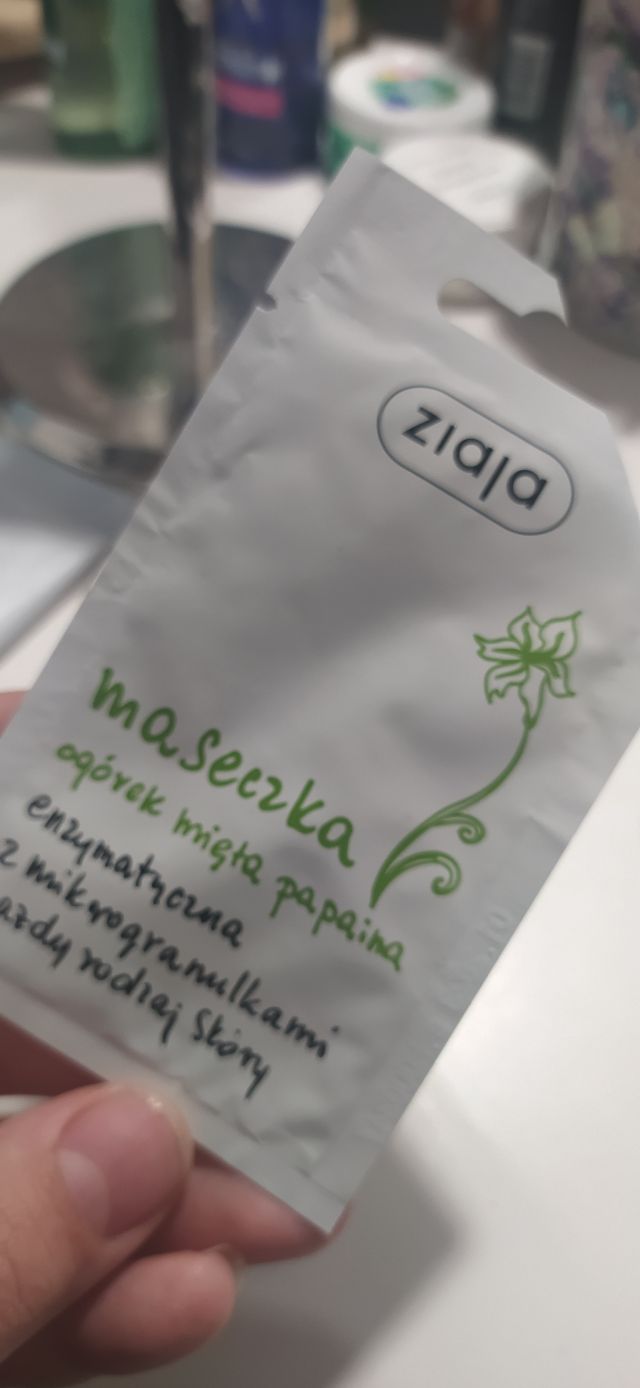 ziaja
maseczka
ogórek mięta papaina
enzymatyczna
z mikrogranulkami
każdy rodzaj skóry